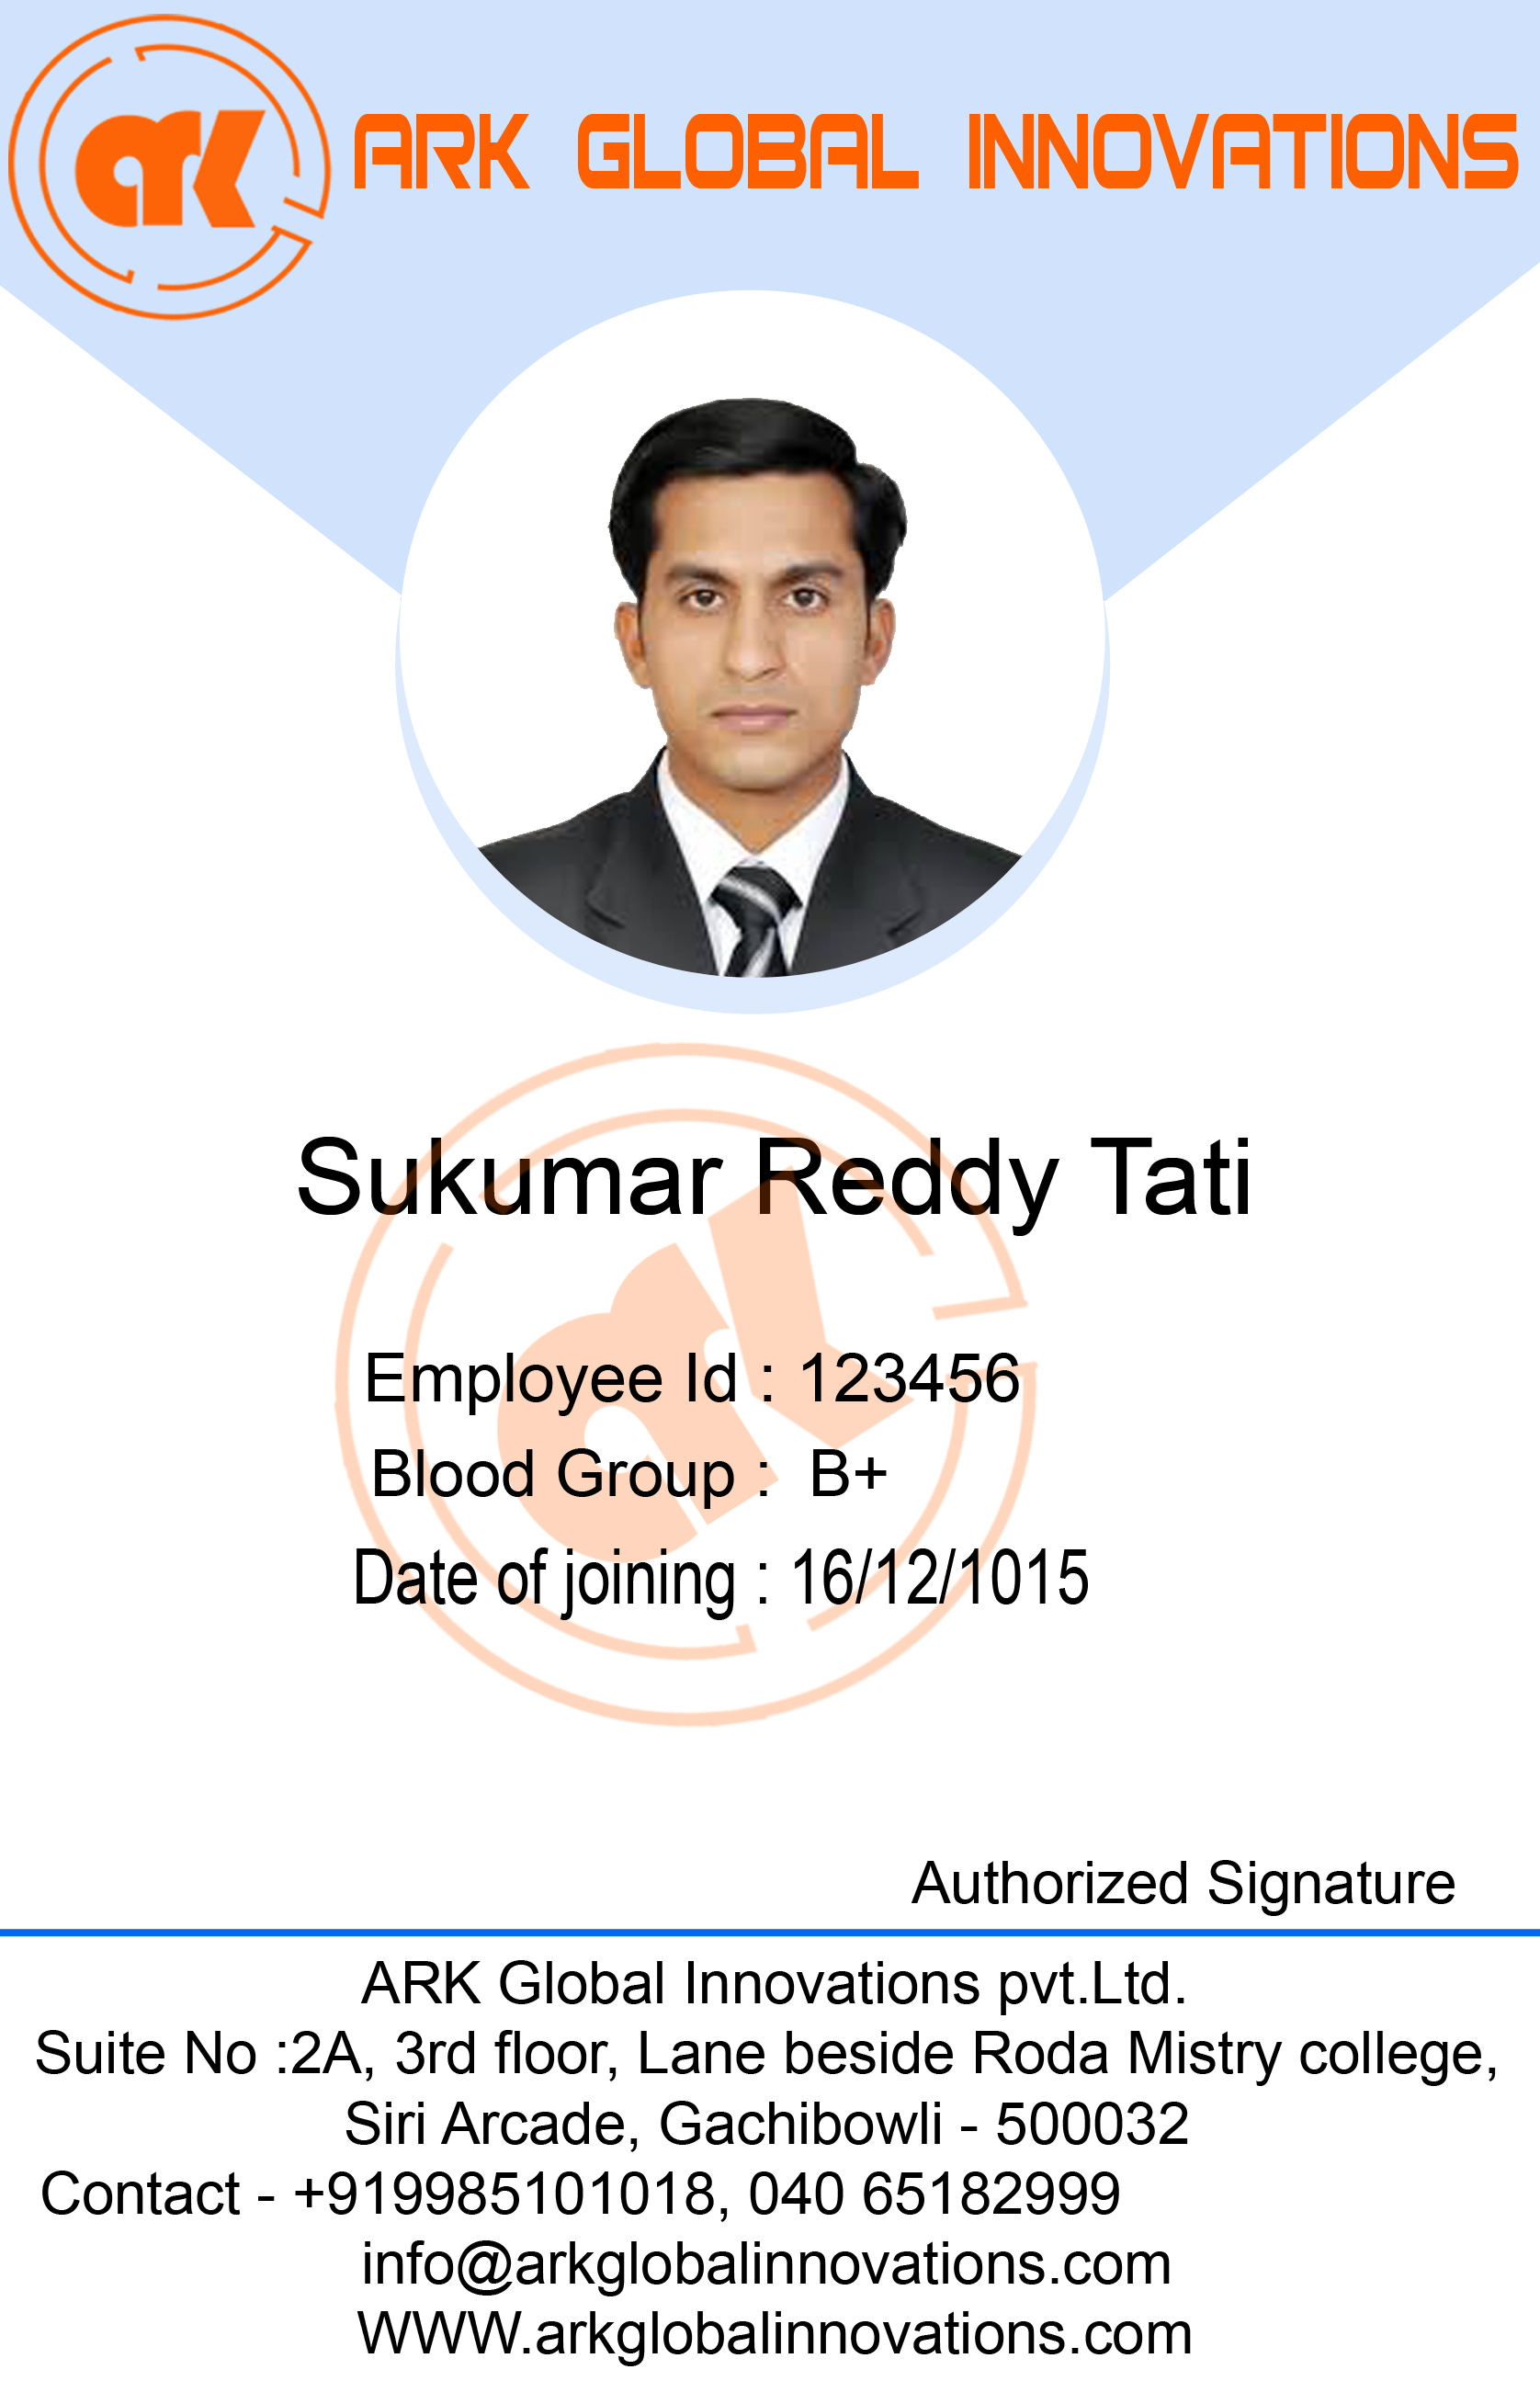 ark ARK GLOBAL INNOVATIONS
Sukumar Reddy Tati
ark
Employee Id : 123456
Blood Group : B+
Date of joining : 16/12/1015
Authorized Signature
ARK Global Innovations pvt.Ltd.
Suite No :2A, 3rd floor, Lane beside Roda Mistry college,
Siri Arcade, Gachibowli - 500032
Contact - +919985101018, 040 65182999
info@arkglobalinnovations.com
WWW.arkglobalinnovations.com